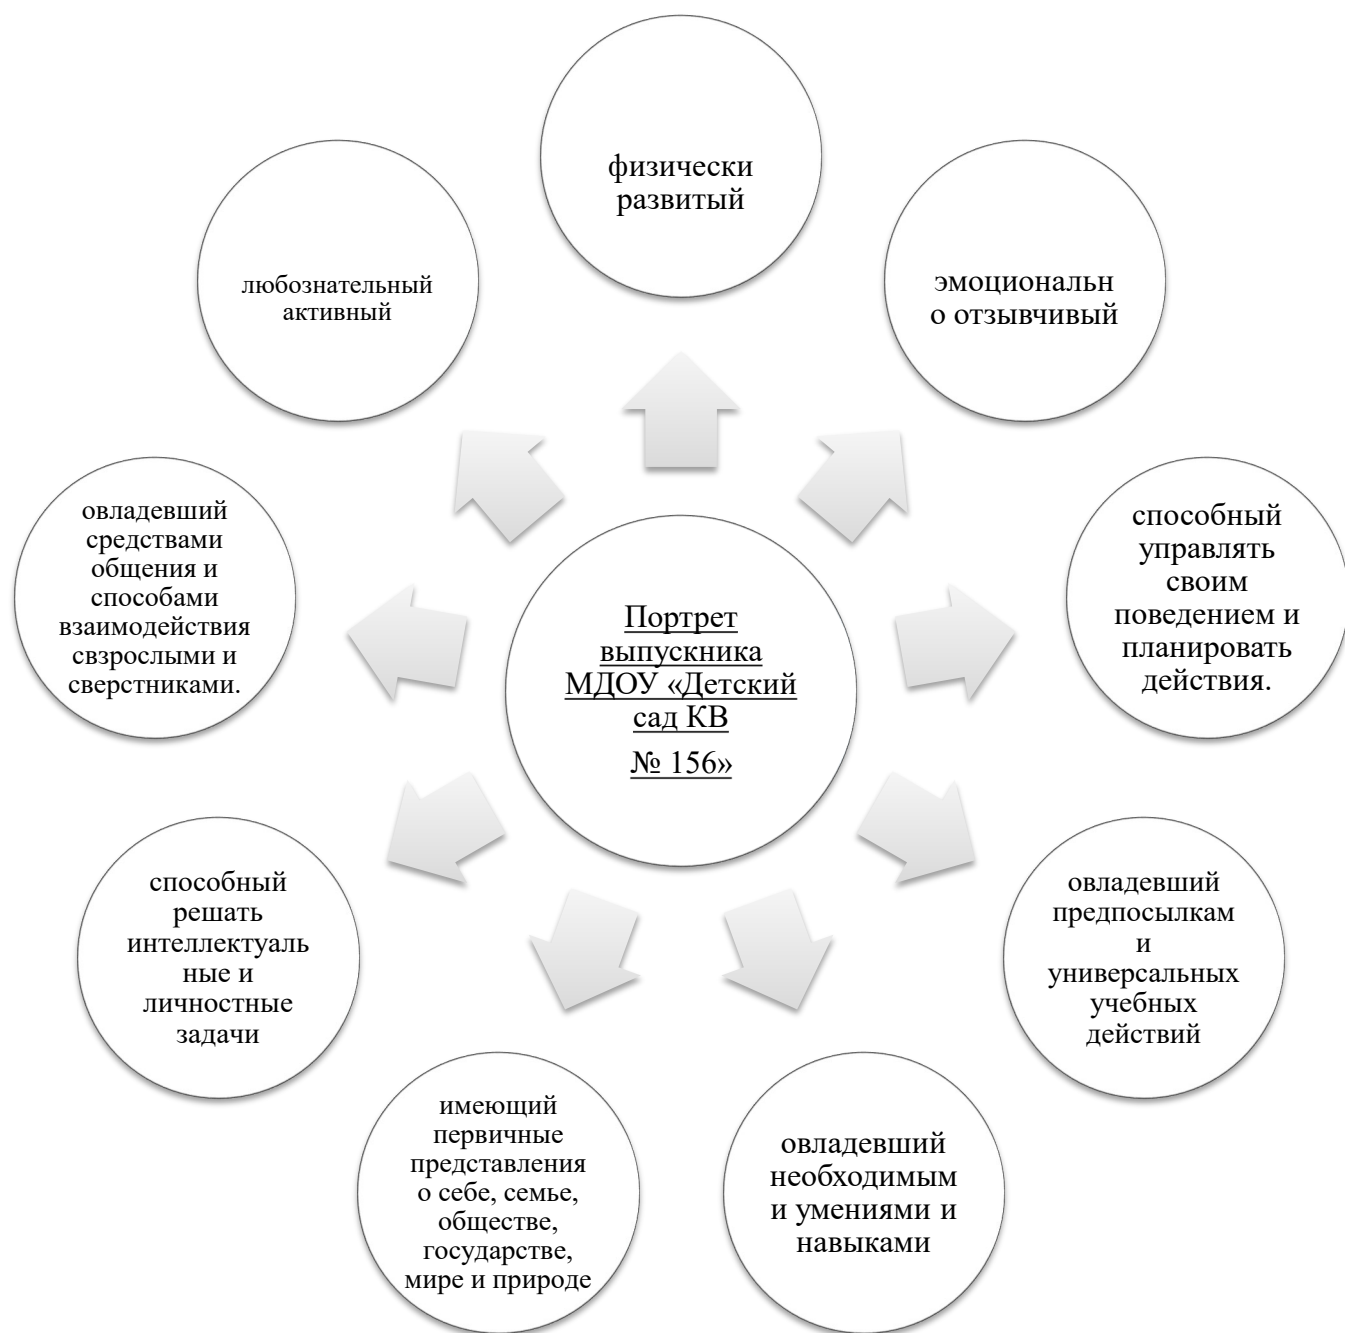 физически
развитый
эмоциональн
о отзывчивый
способный
управлять
своим
поведением и
планировать
действия.
овладевший
предпосылкам
и
универсальных
учебных
действий
овладевший
необходимым
и умениями и
навыками
имеющий
первичные
представления
о себе, семье,
обществе,
государстве,
мире и природе
способный
решать
интеллектуаль
ные и
личностные
задачи
овладевший
средствами
общения и
способами
взаимодействия
свзрослыми и
сверстниками.
любознательный
активный
Портрет
выпускника
МДОУ «Детский
сад КВ
№ 156»